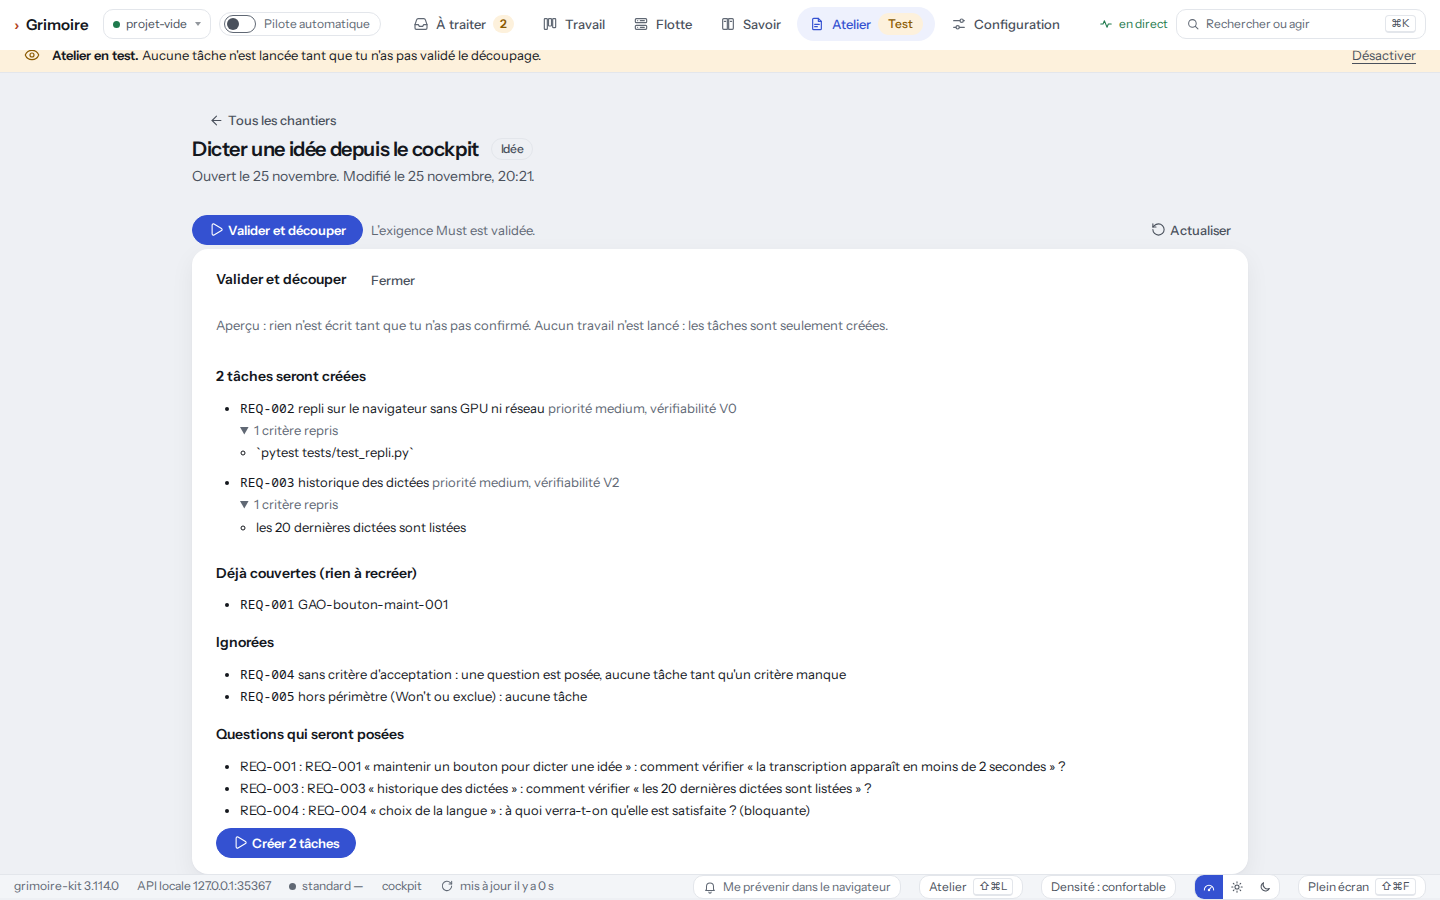 › Grimoire projet-vide Pilote automatique À traiter 2 Travail Flotte Savoir Atelier Test Configuration en direct Rechercher ou agir ⌘K
Atelier en test. Aucune tâche n'est lancée tant que tu n'as pas validé le découpage. Désactiver
← Tous les chantiers
Dicter une idée depuis le cockpit Idée
Ouvert le 25 novembre. Modifié le 25 novembre, 20:21.
Valider et découper L'exigence Must est validée. Actualiser
Valider et découper Fermer
Aperçu : rien n'est écrit tant que tu n'as pas confirmé. Aucun travail n'est lancé : les tâches sont seulement créées.
2 tâches seront créées
• REQ-002 repli sur le navigateur sans GPU ni réseau priorité medium, vérifiabilité V0
▼ 1 critère repris
◦ `pytest tests/test_repli.py`
• REQ-003 historique des dictées priorité medium, vérifiabilité V2
▼ 1 critère repris
◦ les 20 dernières dictées sont listées
Déjà couvertes (rien à recréer)
• REQ-001 GAO-bouton-maint-001
Ignorées
• REQ-004 sans critère d'acceptation : une question est posée, aucune tâche tant qu'un critère manque
• REQ-005 hors périmètre (Won't ou exclue) : aucune tâche
Questions qui seront posées
• REQ-001 : REQ-001 « maintenir un bouton pour dicter une idée » : comment vérifier « la transcription apparaît en moins de 2 secondes » ?
• REQ-003 : REQ-003 « historique des dictées » : comment vérifier « les 20 dernières dictées sont listées » ?
• REQ-004 : REQ-004 « choix de la langue » : à quoi verra-t-on qu'elle est satisfaite ? (bloquante)
Créer 2 tâches
grimoire-kit 3.114.0 API locale 127.0.0.1:35367 standard — cockpit mis à jour il y a 0 s Me prévenir dans le navigateur Atelier ⇧⌘L Densité : confortable Plein écran ⇧⌘F